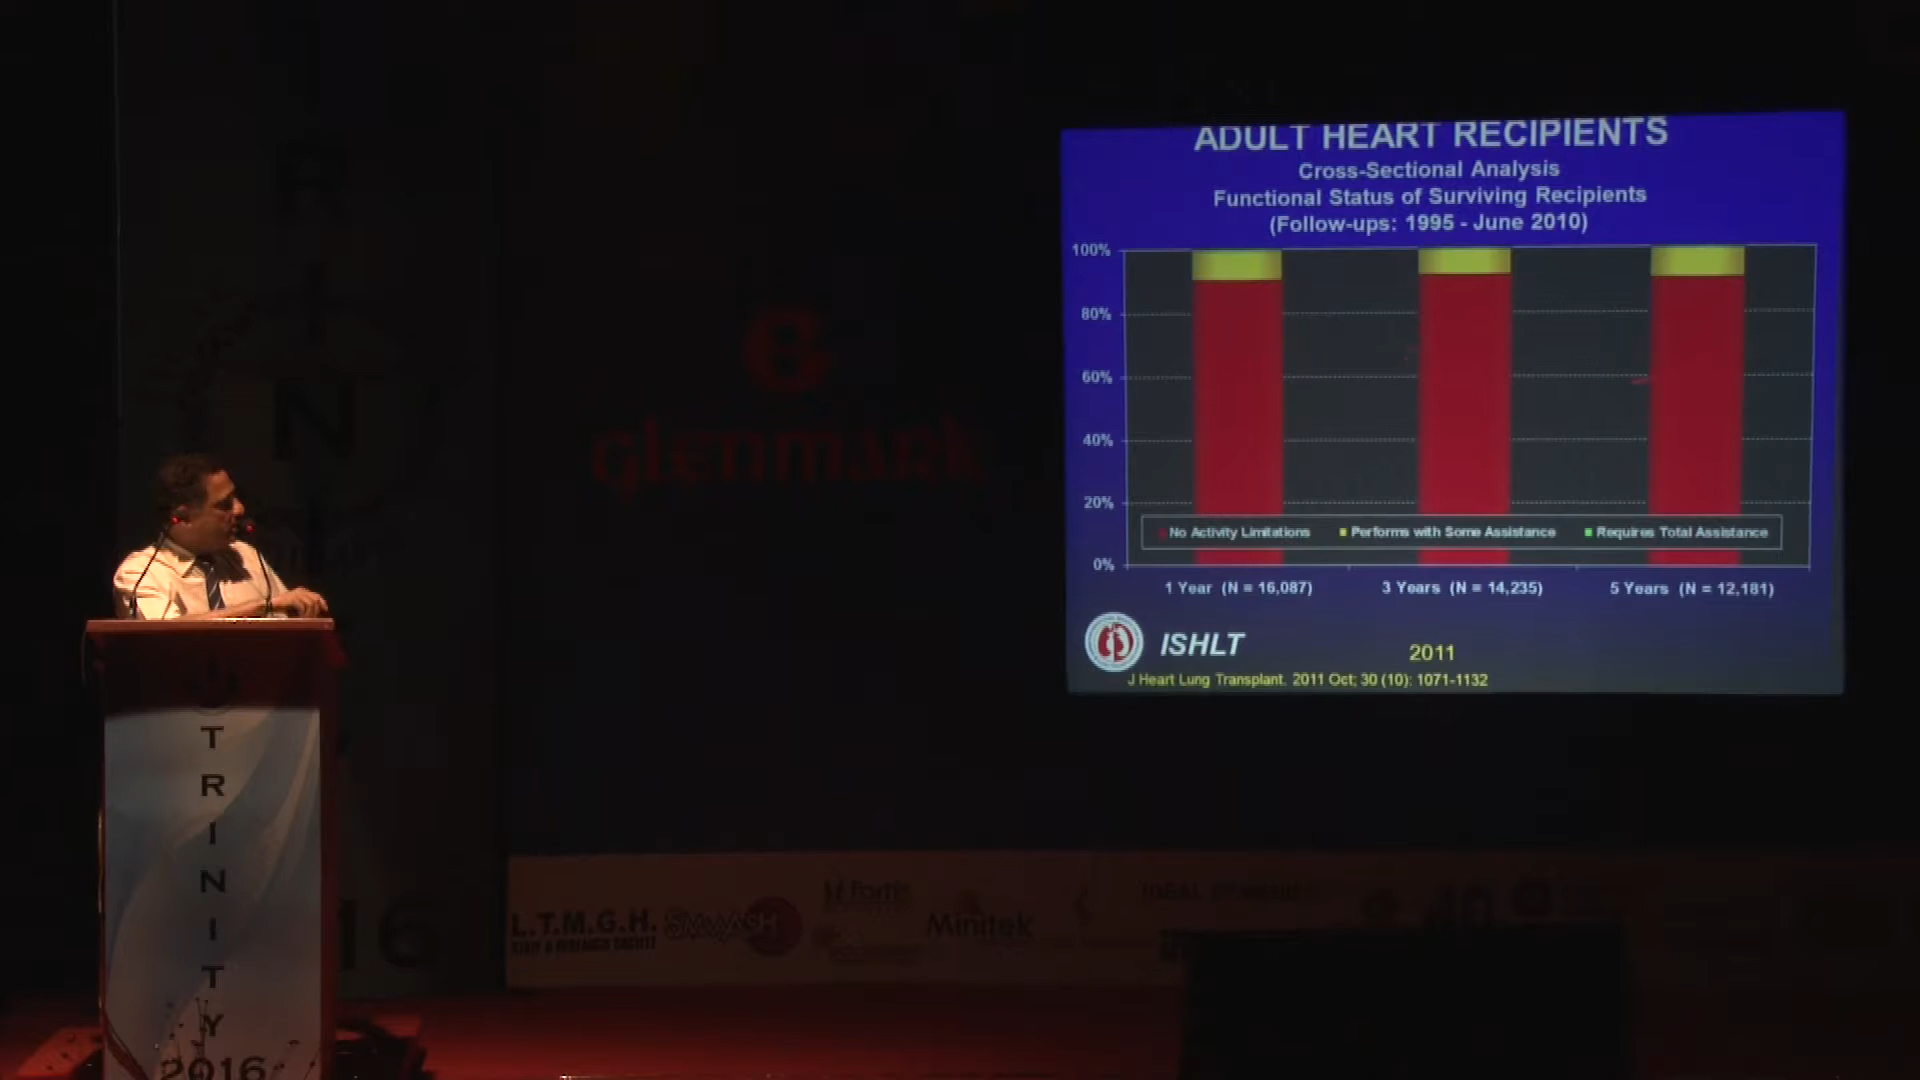 ADULT HEART RECIPIENTS
Cross-Sectional Analysis
Functional Status of Surviving Recipients
(Follow-ups: 1995 - June 2010)
100%
80%
60%
40%
20%
0%
No Activity Limitations
Performs with Some Assistance
Requires Total Assistance
1 Year (N = 16,087)
3 Years (N = 14,235)
5 Years (N = 12,181)
ISHLT
2011
J Heart Lung Transplant. 2011 Oct; 30 (10): 1071-1132
glenmark
TRINITY
2016
L.T.M.G.H.
SMWASH
Fortis
Minitek